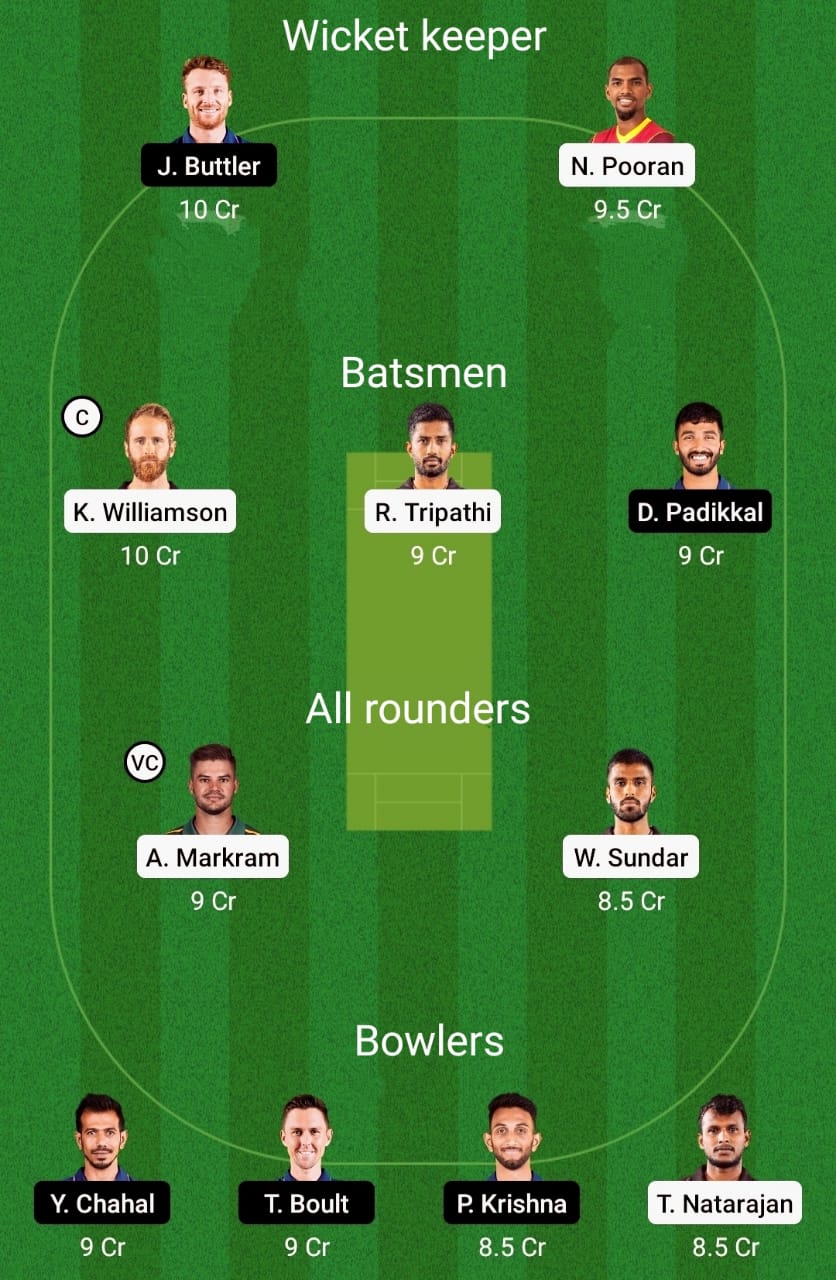 Wicket keeper
J. Buttler N. Pooran
10 Cr 9.5 Cr
Batsmen
C
K. Williamson R. Tripathi D. Padikkal
10 Cr 9 Cr 9 Cr
All rounders
VC
A. Markram W. Sundar
9 Cr 8.5 Cr
Bowlers
Y. Chahal T. Boult P. Krishna T. Natarajan
9 Cr 9 Cr 8.5 Cr 8.5 Cr